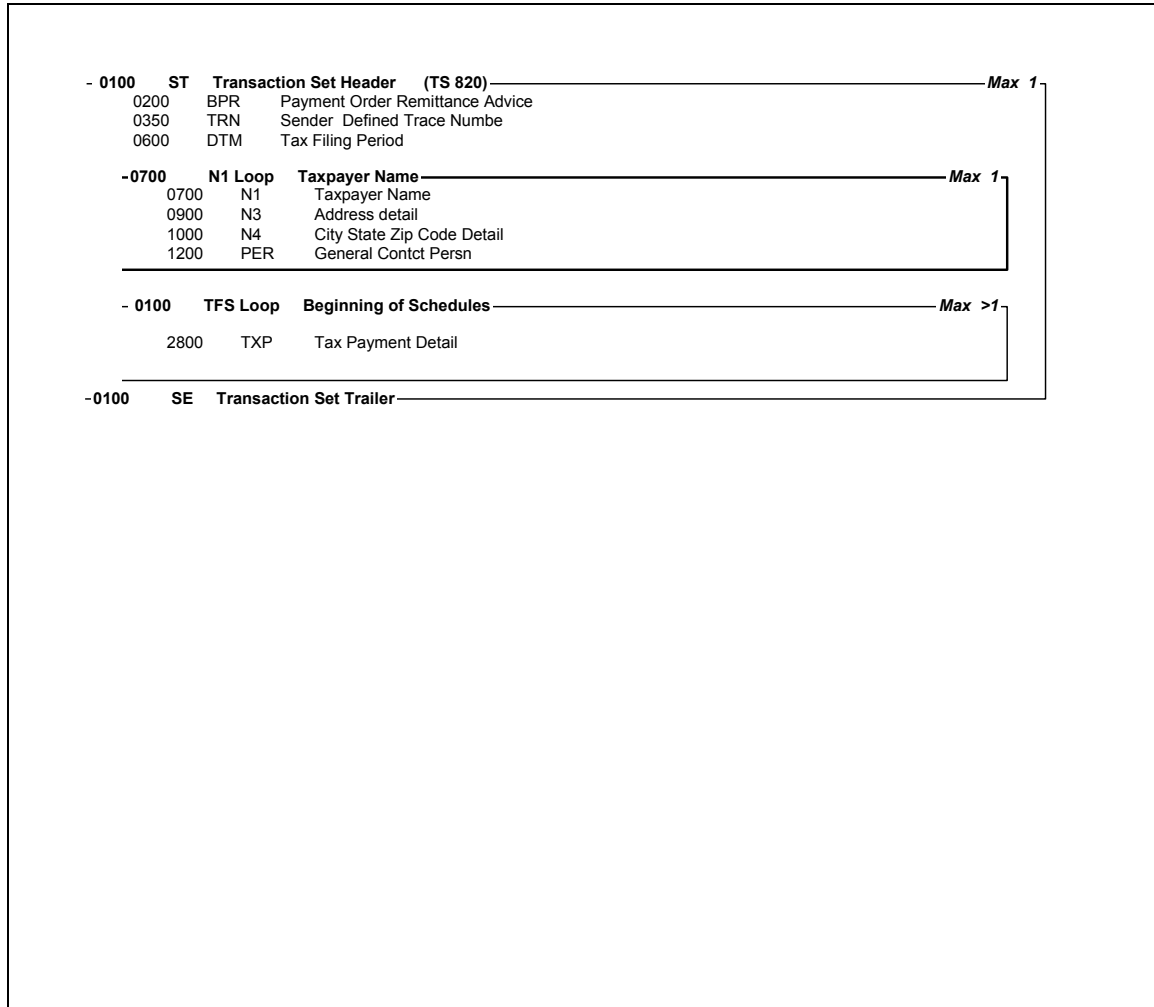 - 0100 ST Transaction Set Header (TS 820) Max 1
0200 BPR Payment Order Remittance Advice
0350 TRN Sender Defined Trace Numbe
0600 DTM Tax Filing Period
-0700 N1 Loop Taxpayer Name Max 1
0700 N1 Taxpayer Name
0900 N3 Address detail
1000 N4 City State Zip Code Detail
1200 PER General Contct Persn
- 0100 TFS Loop Beginning of Schedules Max >1
2800 TXP Tax Payment Detail
-0100 SE Transaction Set Trailer